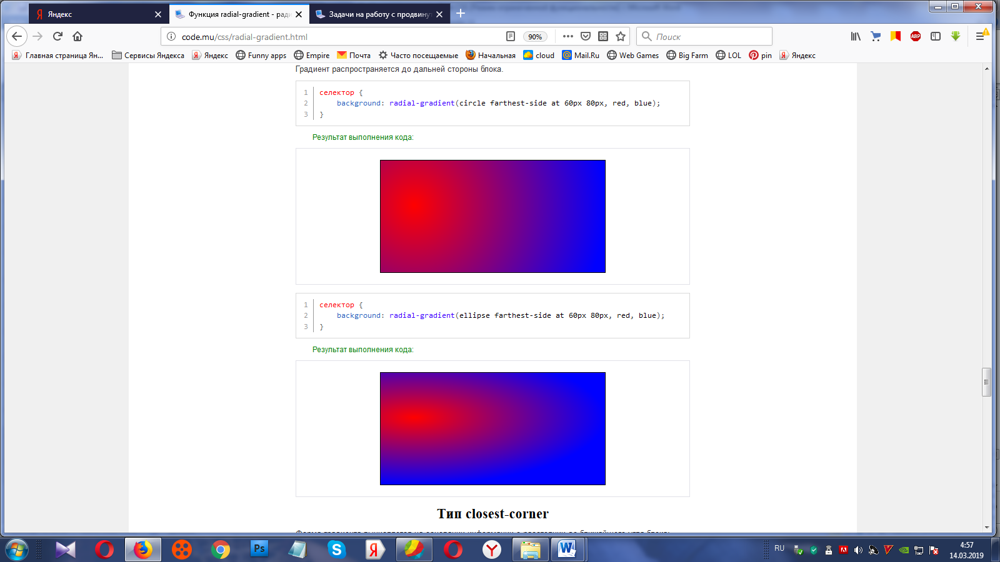 Яндекс
Функция radial-gradient - ради
Задачи на работу с продвинут
code.mu/css/radial-gradient.html
90%
Поиск
ABP
Главная страница Ян...
Сервисы Яндекса
Яндекс
Funny apps
Empire
Почта
Часто посещаемые
Начальная
cloud
Mail.Ru
Web Games
Big Farm
LOL
pin
Яндекс
Градиент распространяется до дальней стороны блока.
1 селектор {
2 background: radial-gradient(circle farthest-side at 60px 80px, red, blue);
3 }
Результат выполнения кода:
1 селектор {
2 background: radial-gradient(ellipse farthest-side at 60px 80px, red, blue);
3 }
Результат выполнения кода:
Тип closest-corner
Ps
RU
4:57
14.03.2019